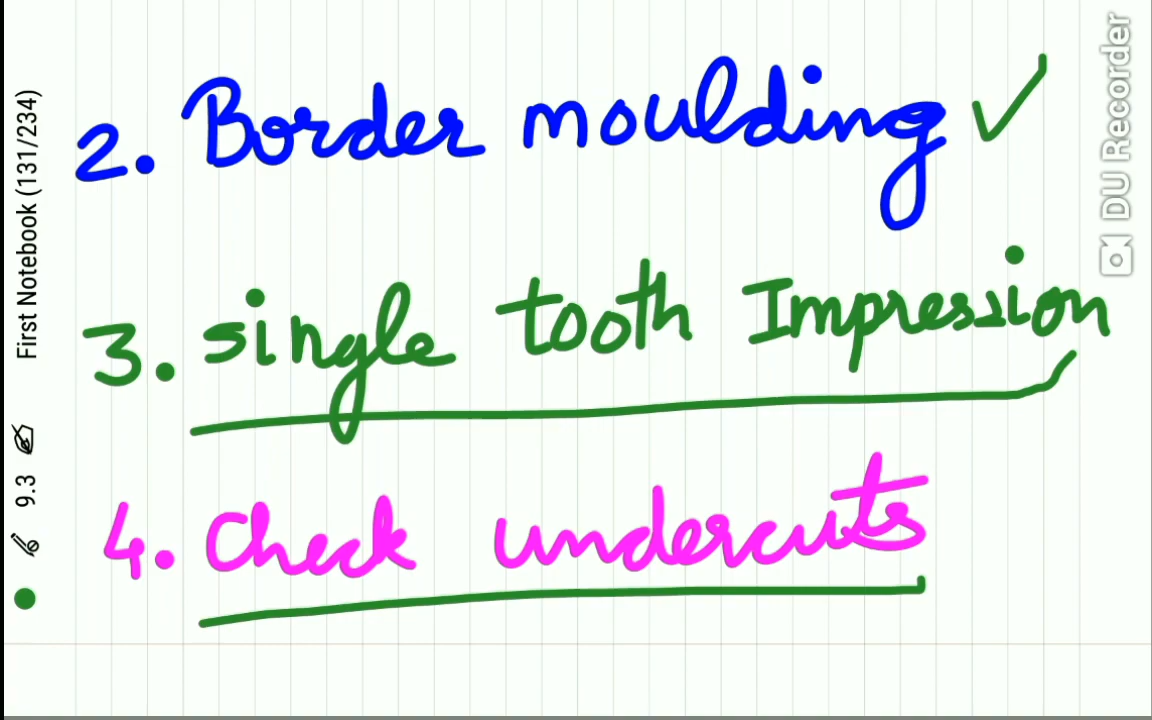 2. Border moulding ✓
3. single tooth Impression
4. Check undercuts
First Notebook (131/234)
9.3
DU Recorder